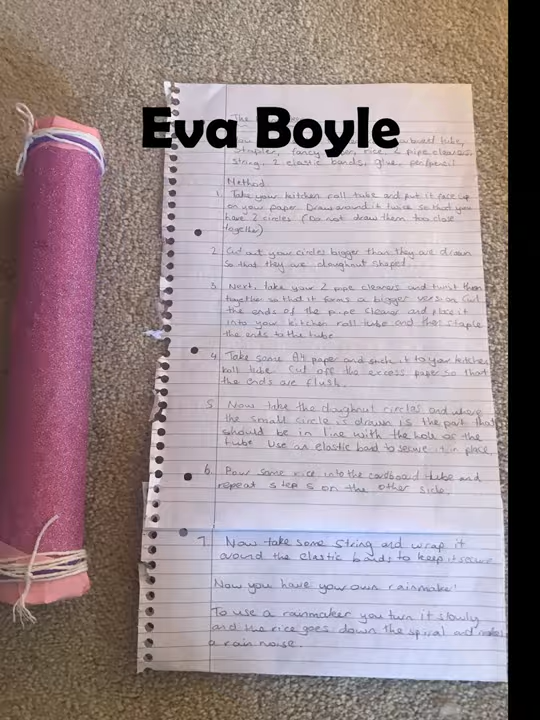 Eva Boyle
The
string, 2 elastic bands, glue, pen/pencil
Method
1. Take your kitchen roll tube and put it face up
on your paper. Draw around it twice so that you
have 2 circles (Do not draw them too close
together)
2. Cut out your circles bigger than they are drawn
so that they are doughnut shaped.
3. Next, take your 2 pipe cleaners and twist them
together so that it forms a bigger version. Curl
the ends of the pipe cleaner and place it
into your kitchen roll tube and then staple
the ends to the tube
4. Take some A4 paper and stick it to your kitchen
roll tube. Cut off the excess paper so that
the ends are flush.
5. Now take the doughnut circles and where
the small circle is drawn is the part that
should be in line with the hole of the
tube. Use an elastic band to secure it in place.
6. Pour some rice into the cardboard tube and
repeat step 5 on the other side.
7. Now take some string and wrap it
around the elastic bands to keep it secure
Now you have your own rainmaker!
To use a rainmaker you turn it slowly
and the rice goes down the spiral and makes
a rain noise.